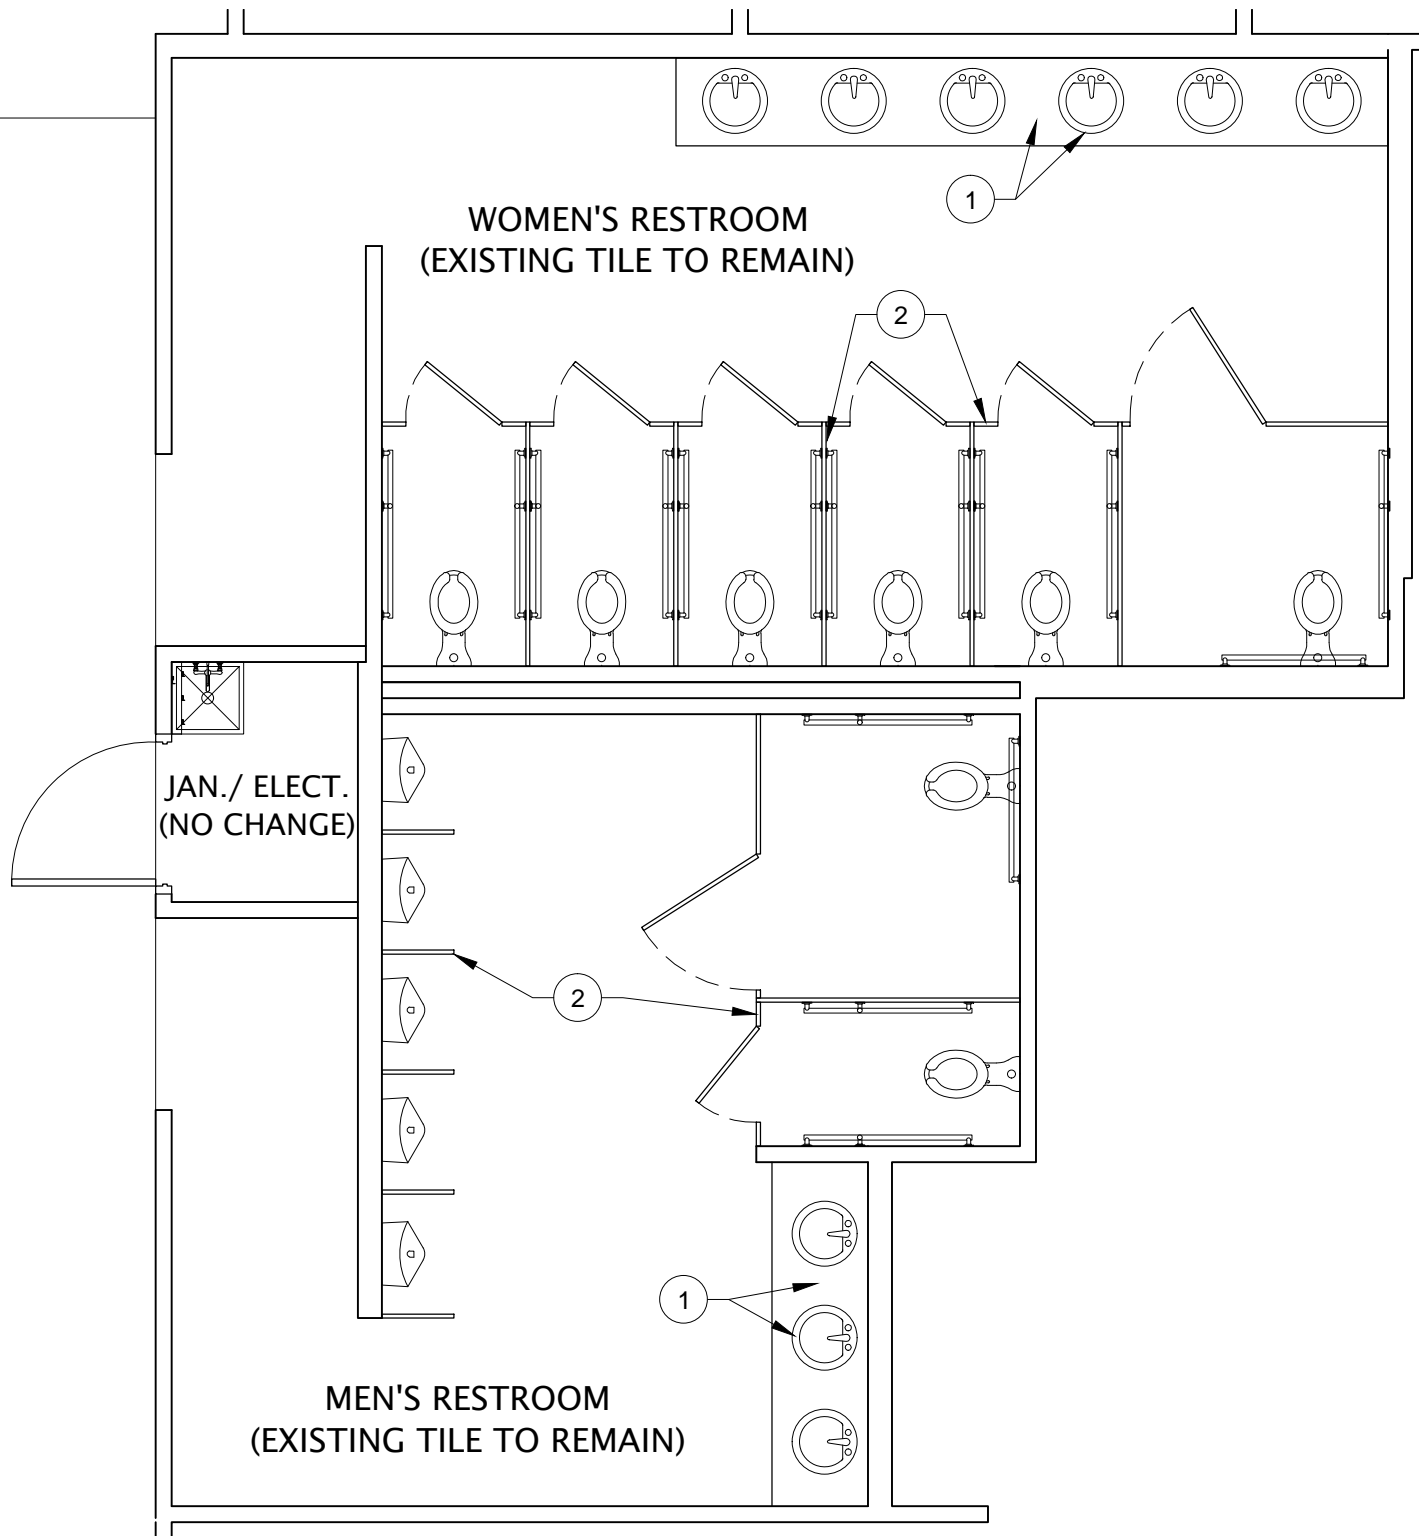 1
WOMEN'S RESTROOM
(EXISTING TILE TO REMAIN)
2
JAN./ ELECT.
(NO CHANGE)
2
1
MEN'S RESTROOM
(EXISTING TILE TO REMAIN)